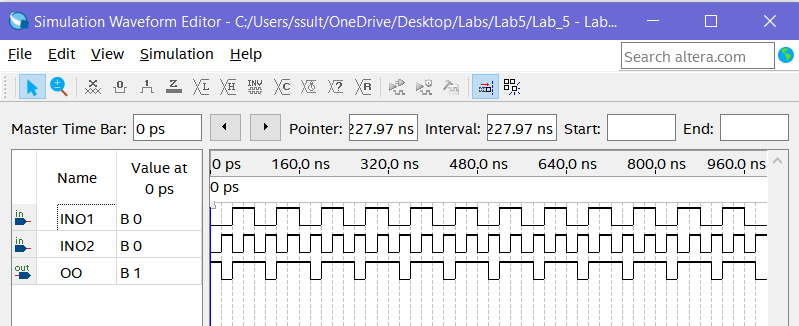 Simulation Waveform Editor - C:/Users/ssult/OneDrive/Desktop/Labs/Lab5/Lab_5 - Lab...
File Edit View Simulation Help
Search altera.com
Master Time Bar: 0 ps Pointer: 227.97 ns Interval: 227.97 ns Start: End:
Name Value at 0 ps
0 ps 160.0 ns 320.0 ns 480.0 ns 640.0 ns 800.0 ns 960.0 ns
0 ps
in INO1 B 0
in INO2 B 0
out OO B 1